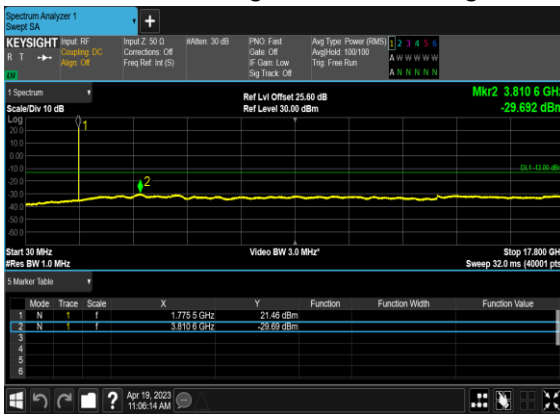 Spectrum Analyzer 1
Swept SA
KEYSIGHT Input: RF Input Z: 50 Ω #Atten: 30 dB PNO: Fast Avg Type: Power (RMS) 1 2 3 4 5 6
R T Coupling: DC Corrections: Off Gate: Off Avg|Hold: 100/100 A W W W W W
Align: Off Freq Ref: Int (S) IF Gain: Low Trig: Free Run
LV Sig Track: Off A N N N N N
1 Spectrum Ref Lvl Offset 25.60 dB Mkr2 3.810 6 GHz
Scale/Div 10 dB Ref Level 30.00 dBm -29.692 dBm
Log
20.0
10.0
0.00
-10.0
DL1 -13.00 dBm
-20.0
-30.0
-40.0
-50.0
-60.0
1
2
Start 30 MHz Video BW 3.0 MHz* Stop 17.800 GH
#Res BW 1.0 MHz Sweep 32.0 ms (40001 pts
5 Marker Table
Mode Trace Scale X Y Function Function Width Function Value
1 N 1 f 1.775 5 GHz 21.46 dBm
2 N 1 f 3.810 6 GHz -29.69 dBm
3
4
5
6
? Apr 19, 2023
11:06:14 AM